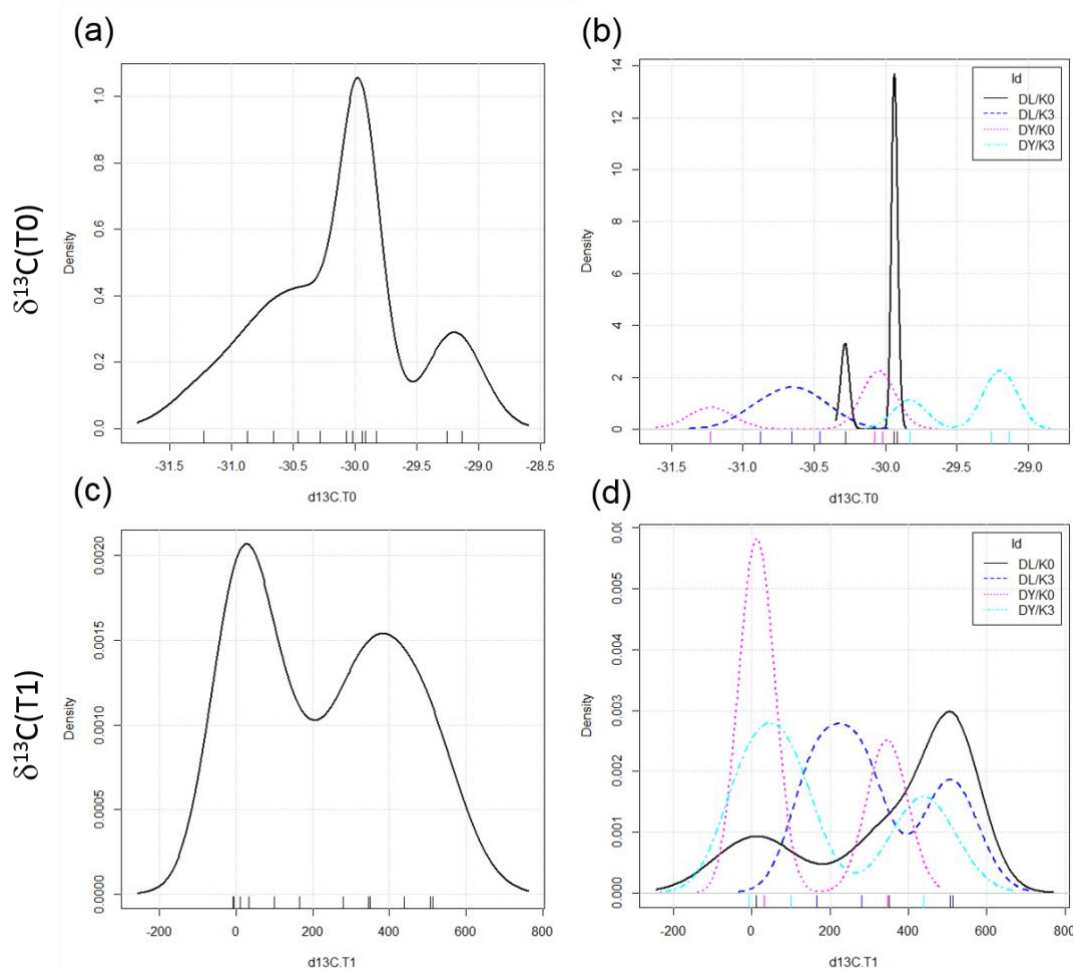 (a)
(b)
δ¹³C(T0)
Density
0.0
0.2
0.4
0.6
0.8
1.0
-31.5
-31.0
-30.5
-30.0
-29.5
-29.0
-28.5
d13C.T0
Density
0
2
4
6
8
10
12
14
Id
DL/K0
DL/K3
DY/K0
DY/K3
-31.5
-31.0
-30.5
-30.0
-29.5
-29.0
d13C.T0
(c)
(d)
δ¹³C(T1)
Density
0.0000
0.0005
0.0010
0.0015
0.0020
-200
0
200
400
600
800
d13C.T1
Density
0.000
0.001
0.002
0.003
0.004
0.005
Id
DL/K0
DL/K3
DY/K0
DY/K3
-200
0
200
400
600
800
d13C.T1